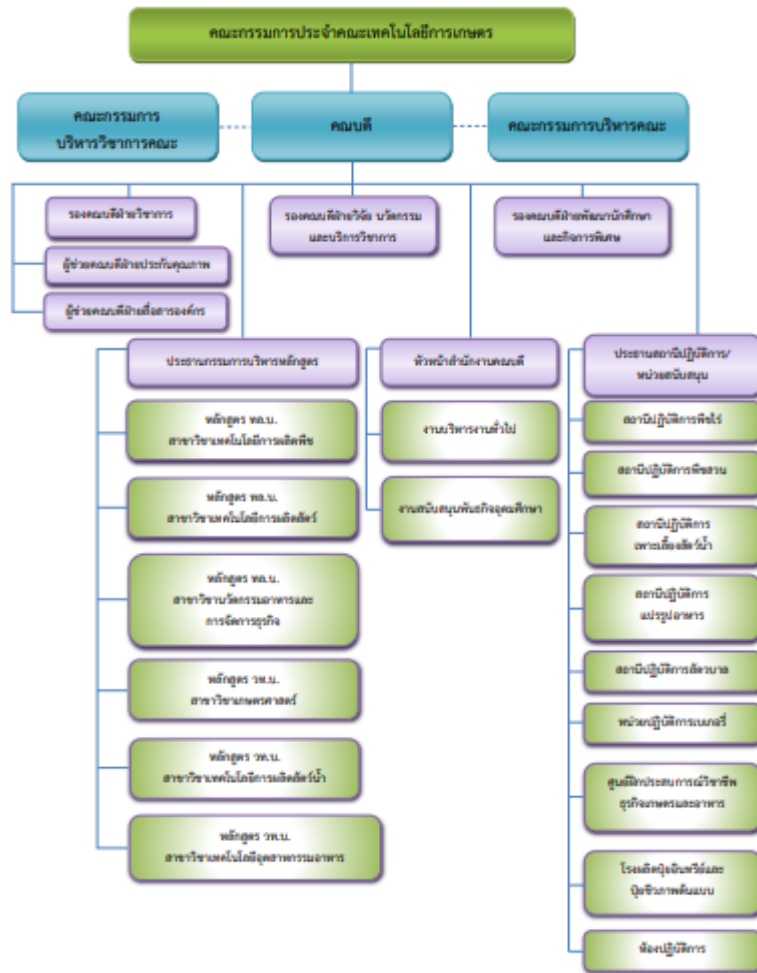 คณะกรรมการประจำคณะเทคโนโลยีการเกษตร
คณะกรรมการ
บริหารวิชาการคณะ
คณบดี
คณะกรรมการบริหารคณะ
รองคณบดีฝ่ายวิชาการ
รองคณบดีฝ่ายวิจัย นวัตกรรม
และบริการวิชาการ
รองคณบดีฝ่ายพัฒนานักศึกษา
และกิจการพิเศษ
ผู้ช่วยคณบดีฝ่ายประกันคุณภาพ
ผู้ช่วยคณบดีฝ่ายสื่อสารองค์กร
ประธานกรรมการบริหารหลักสูตร
หลักสูตร ทล.บ.
สาขาวิชาเทคโนโลยีการผลิตพืช
หลักสูตร ทล.บ.
สาขาวิชาเทคโนโลยีการผลิตสัตว์
หลักสูตร ทล.บ.
สาขาวิชานวัตกรรมอาหารและ
การจัดการธุรกิจ
หลักสูตร วท.บ.
สาขาวิชาเกษตรศาสตร์
หลักสูตร วท.บ.
สาขาวิชาเทคโนโลยีการผลิตสัตว์น้ำ
หลักสูตร วท.บ.
สาขาวิชาเทคโนโลยีอุตสาหกรรมอาหาร
หัวหน้าสำนักงานคณบดี
งานบริหารงานทั่วไป
งานสนับสนุนพันธกิจอุดมศึกษา
ประธานสถานีปฏิบัติการ/
หน่วยสนับสนุน
สถานีปฏิบัติการพืชไร่
สถานีปฏิบัติการพืชสวน
สถานีปฏิบัติการ
เพาะเลี้ยงสัตว์น้ำ
สถานีปฏิบัติการ
แปรรูปอาหาร
สถานีปฏิบัติการสัตวบาล
หน่วยปฏิบัติการเบเกอรี่
ศูนย์ฝึกประสบการณ์วิชาชีพ
ธุรกิจเกษตรและอาหาร
โรงผลิตปุ๋ยอินทรีย์และ
ปุ๋ยชีวภาพต้นแบบ
ห้องปฏิบัติการ